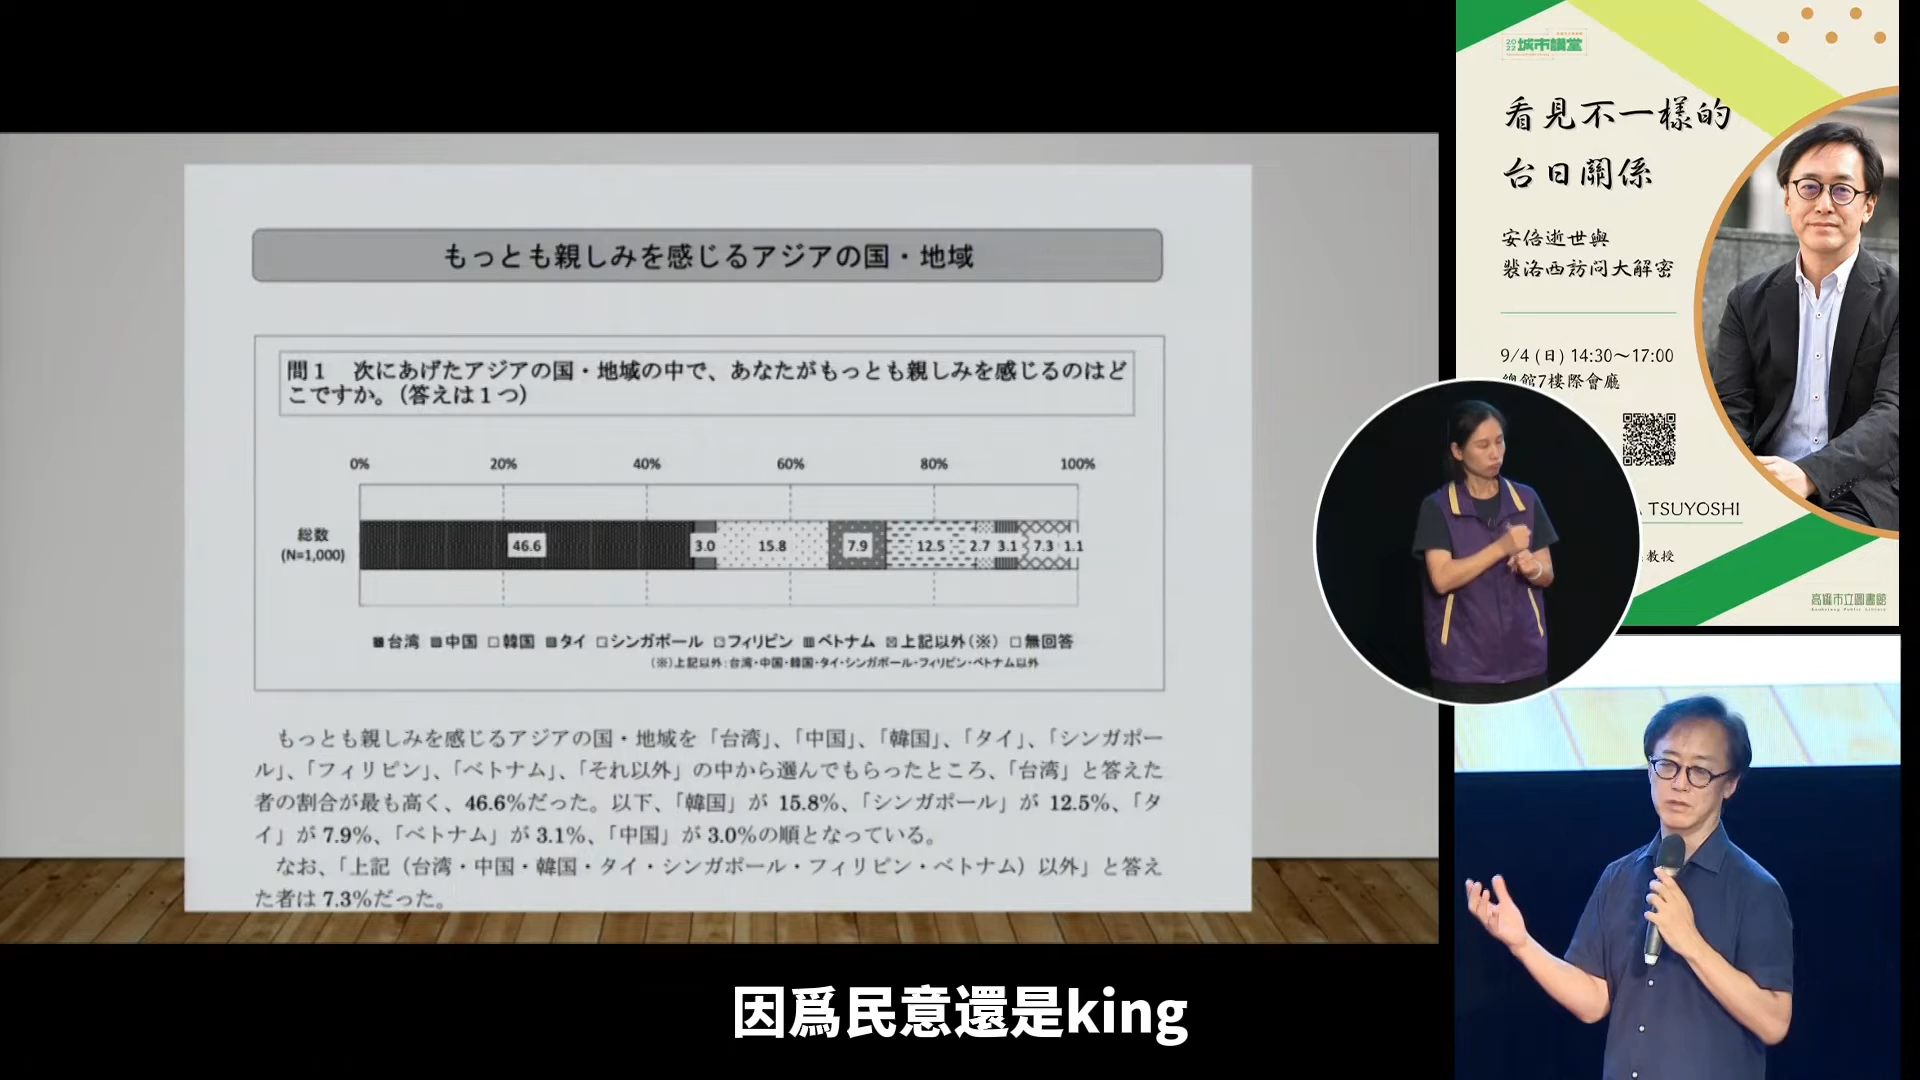 もっとも親しみを感じるアジアの国・地域
問1 次にあげたアジアの国・地域の中で、あなたがもっとも親しみを感じるのはど
こですか。（答えは1つ）
0% 20% 40% 60% 80% 100%
総数
(N=1,000)
46.6 3.0 15.8 7.9 12.5 2.7 3.1 7.3 1.1
台湾 中国 韓国 タイ シンガポール フィリピン ベトナム 上記以外（※） 無回答
（※）上記以外：台湾・中国・韓国・タイ・シンガポール・フィリピン・ベトナム以外
もっとも親しみを感じるアジアの国・地域を「台湾」、「中国」、「韓国」、「タイ」、「シンガポー
ル」、「フィリピン」、「ベトナム」、「それ以外」の中から選んでもらったところ、「台湾」と答えた
者の割合が最も高く、46.6%だった。以下、「韓国」が 15.8%、「シンガポール」が 12.5%、「タ
イ」が 7.9%、「ベトナム」が 3.1%、「中国」が 3.0%の順となっている。
なお、「上記（台湾・中国・韓国・タイ・シンガポール・フィリピン・ベトナム）以外」と答え
た者は 7.3%だった。
2022 城市講堂
看見不一樣的
台日關係
安倍逝世與
裴洛西訪問大解密
9/4 (日) 14:30～17:00
總館7樓際會廳
TSUYOSHI
教授
高雄市立圖書館
因爲民意還是king